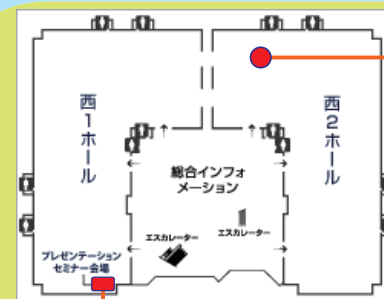 西1ホール
西2ホール
総合インフォ
メーション
エスカレーター
エスカレーター
プレゼンテーション
セミナー会場